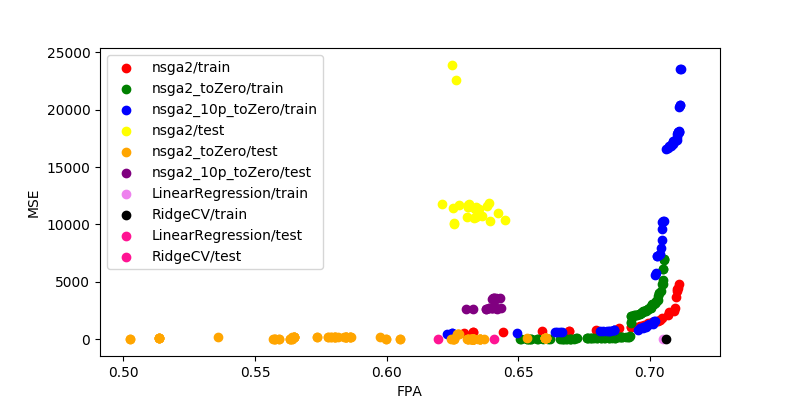 25000
20000
15000
10000
5000
0
MSE
nsga2/train
nsga2_toZero/train
nsga2_10p_toZero/train
nsga2/test
nsga2_toZero/test
nsga2_10p_toZero/test
LinearRegression/train
RidgeCV/train
LinearRegression/test
RidgeCV/test
0.50 0.55 0.60 0.65 0.70
FPA